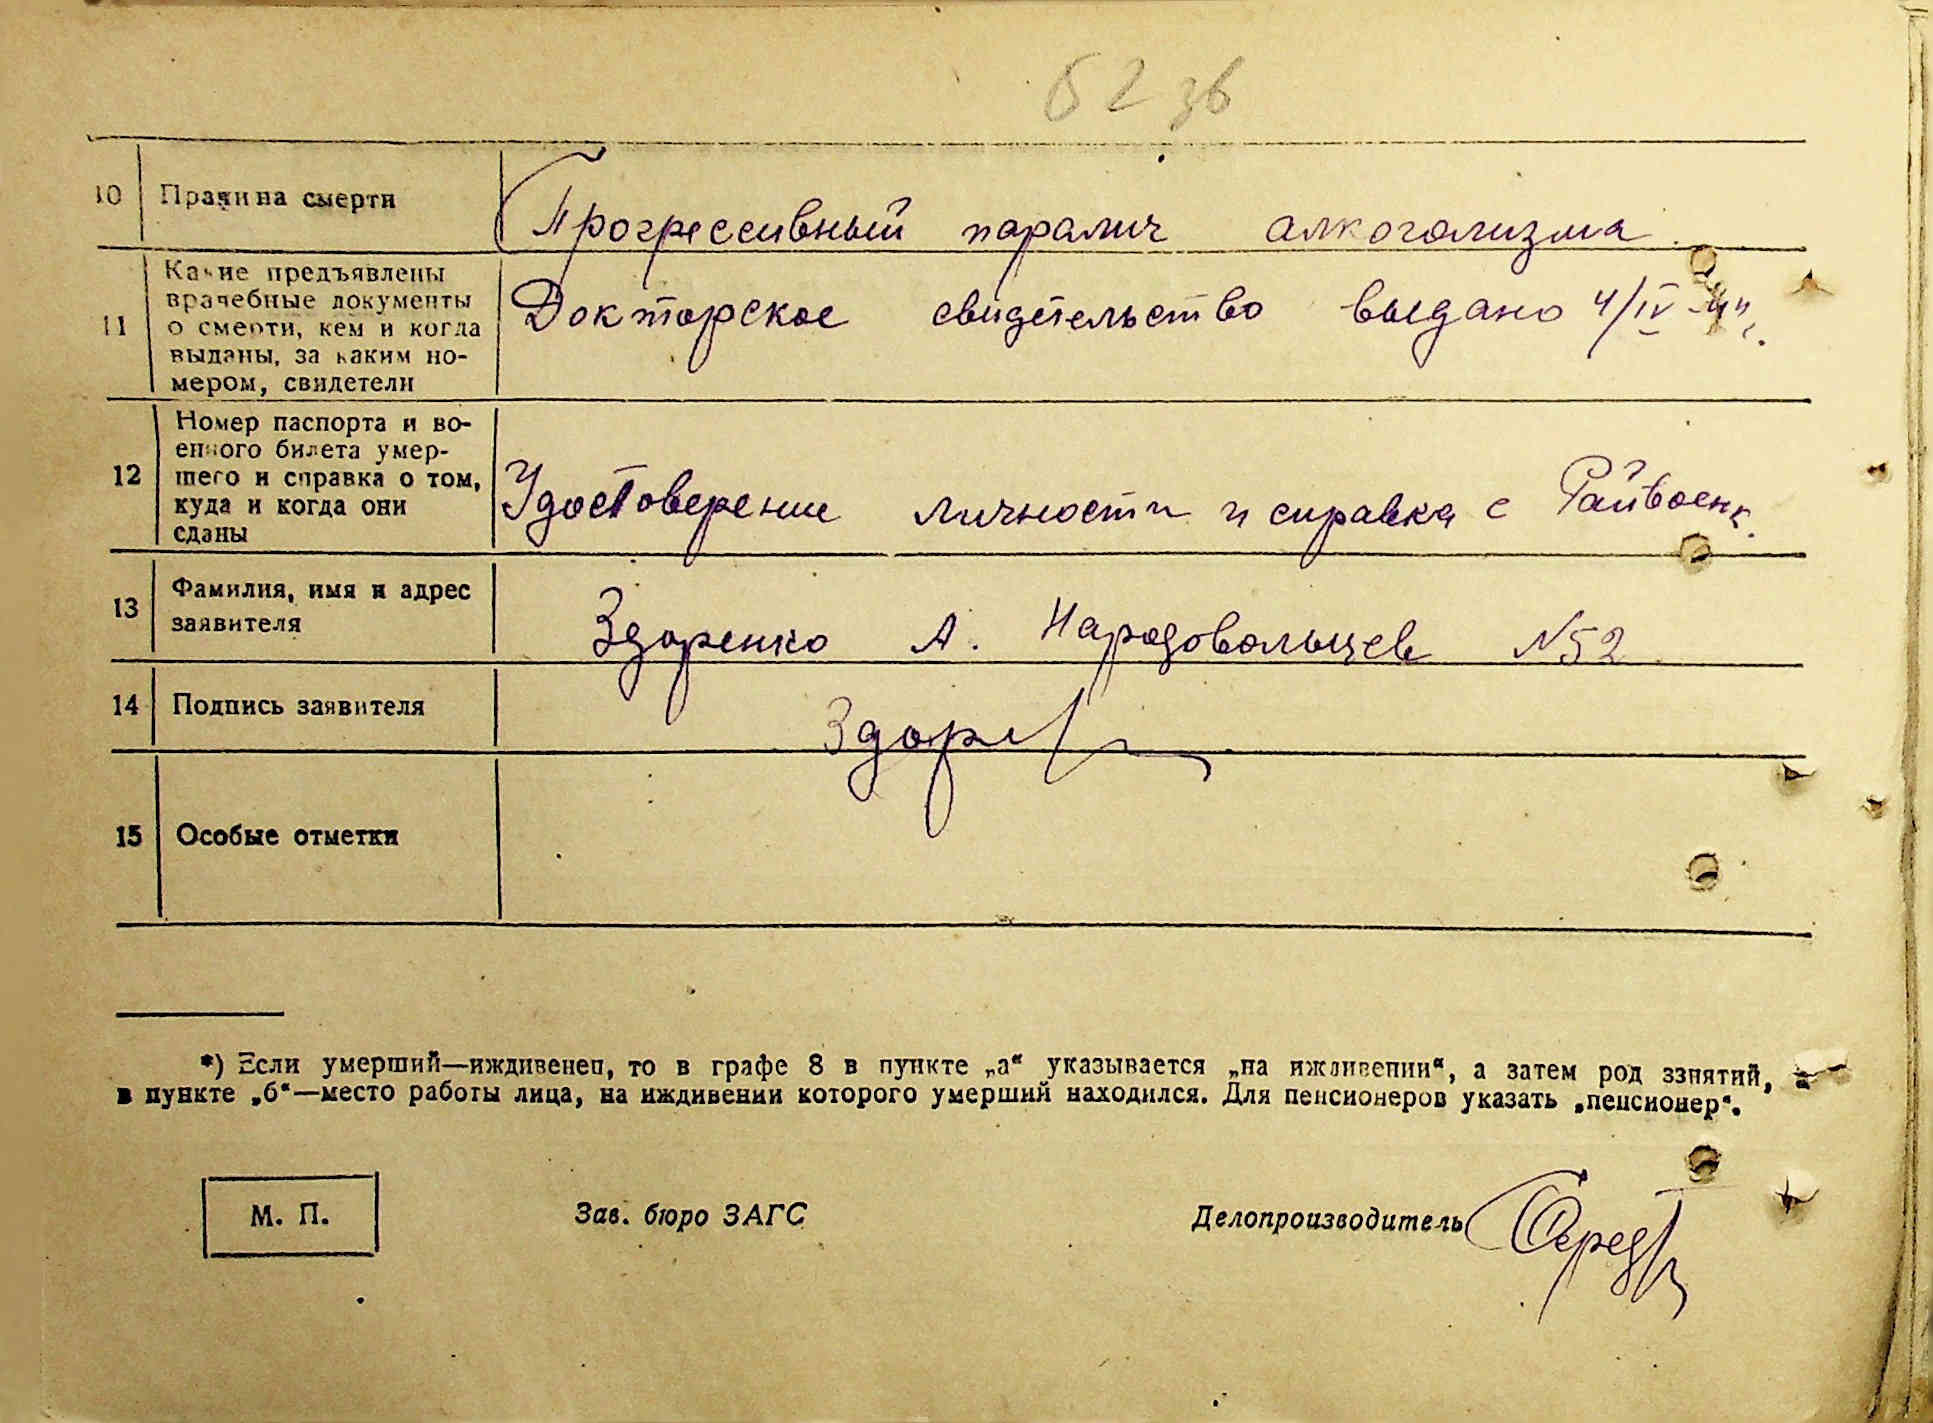 62 зв
10 Причина смерти Прогрессивный паралич алкоголизма
11 Какие предъявлены
врачебные документы
о смерти, кем и когда
выданы, за каким но-
мером, свидетели
Докторское свидетельство выдано 4/IV-44 г.
12 Номер паспорта и во-
енного билета умер-
шего и справка о том,
куда и когда они
сданы
Удостоверение личности и справка с Райвоенк.
13 Фамилия, имя и адрес
заявителя
Здоренко А. Народовольцев №52
14 Подпись заявителя
15 Особые отметки
*) Если умерший—иждивенец, то в графе 8 в пункте „а“ указывается „на иждивении“, а затем род ззнятий, а
в пункте „б“—место работы лица, на иждивении которого умерший находился. Для пенсионеров указать „пенсионер“.
М. П. Зав. бюро ЗАГС Делопроизводитель